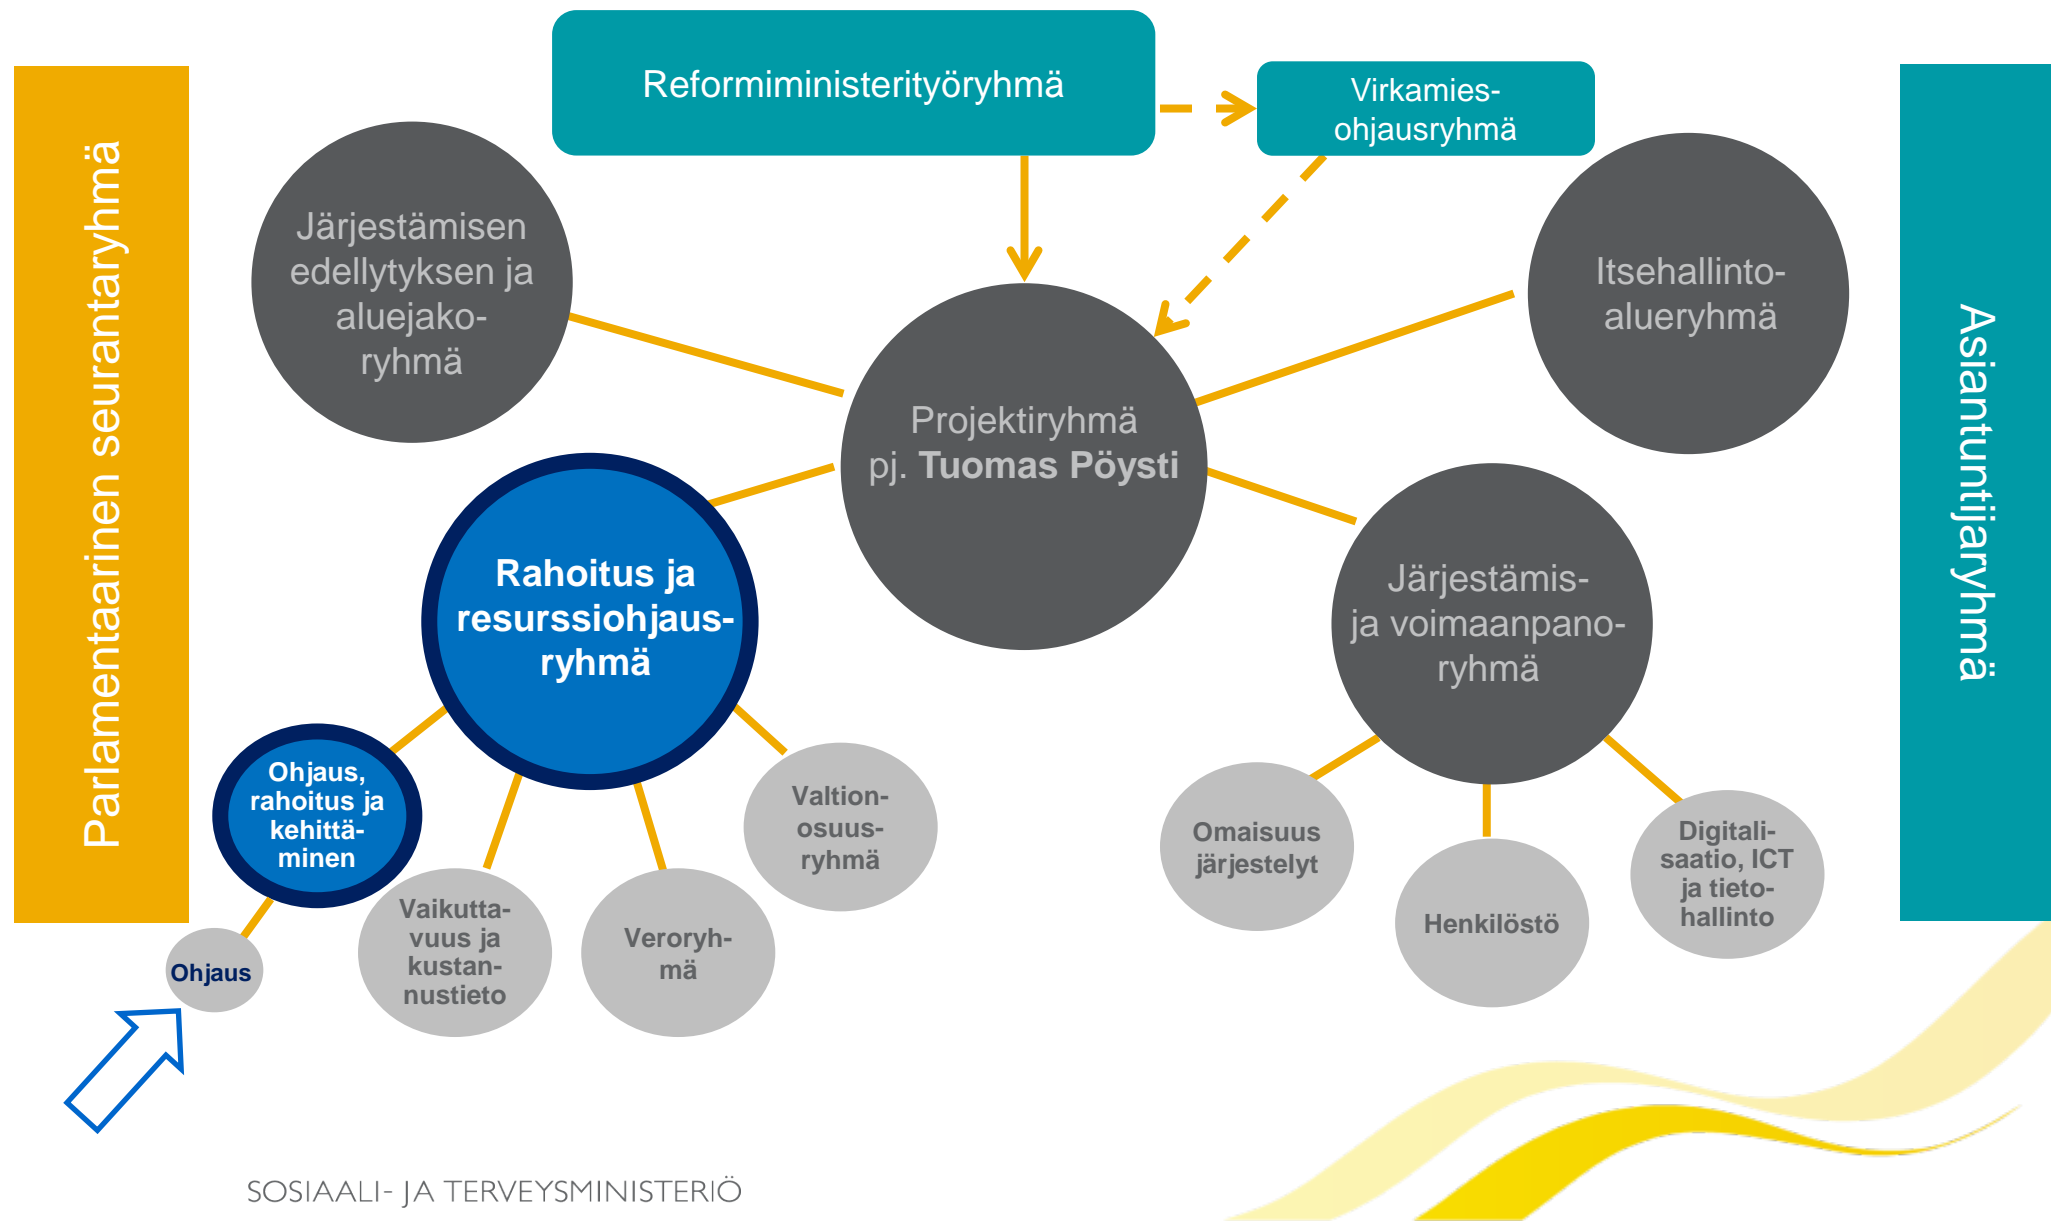 Reformiministerityöryhmä
Virkamies-
ohjausryhmä
Parlamentaarinen seurantaryhmä
Järjestämisen
edellytyksen ja
aluejako-
ryhmä
Itsehallinto-
alueryhmä
Asiantuntijaryhmä
Projektiryhmä
pj. Tuomas Pöysti
Rahoitus ja
resurssiohjaus-
ryhmä
Järjestämis-
ja voimaanpano-
ryhmä
Ohjaus,
rahoitus ja
kehittä-
minen
Valtion-
osuus-
ryhmä
Omaisuus
järjestelyt
Digitali-
saatio, ICT
ja tieto-
hallinto
Vaikutta-
vuus ja
kustan-
nustieto
Veroryh-
mä
Henkilöstö
Ohjaus
SOSIAALI- JA TERVEYSMINISTERIÖ